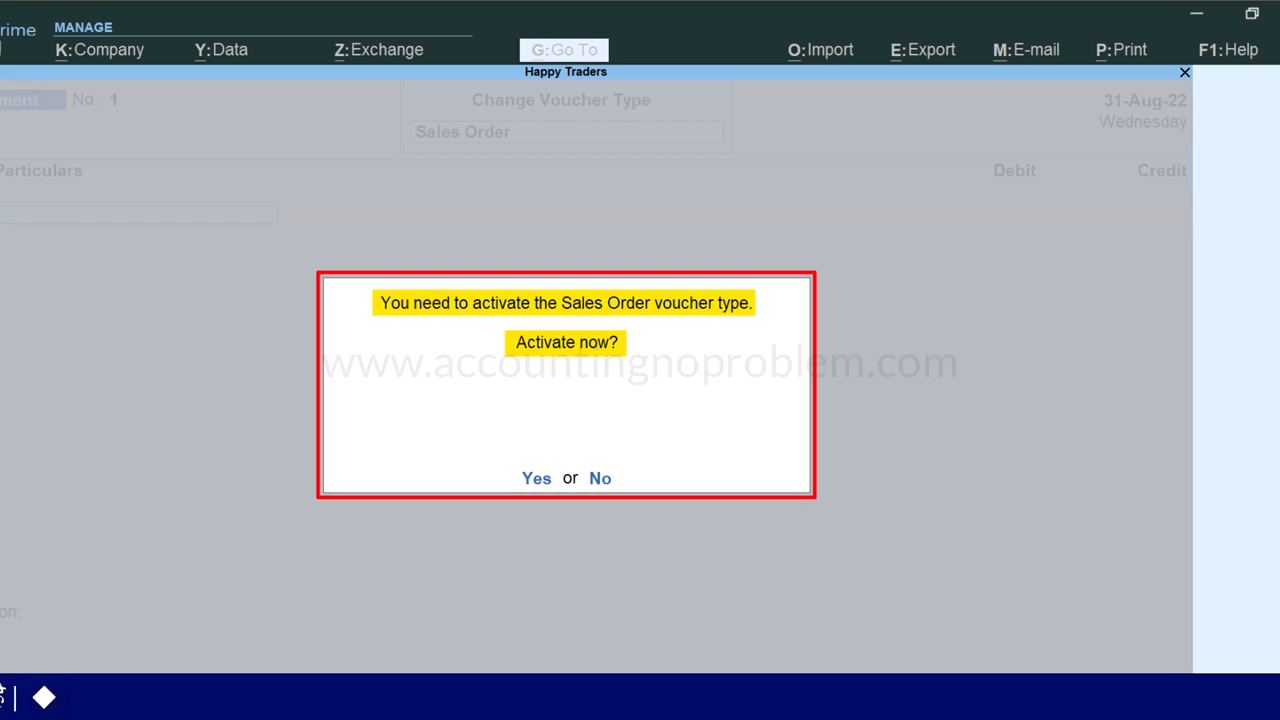 rime
MANAGE
K:Company Y:Data Z:Exchange G:Go To O:Import E:Export M:E-mail P:Print F1:Help
Happy Traders
ment No. 1 Change Voucher Type 31-Aug-22
Sales Order Wednesday
Particulars Debit Credit
You need to activate the Sales Order voucher type.
Activate now?
www.accountingnoproblem.com
Yes or No
on: